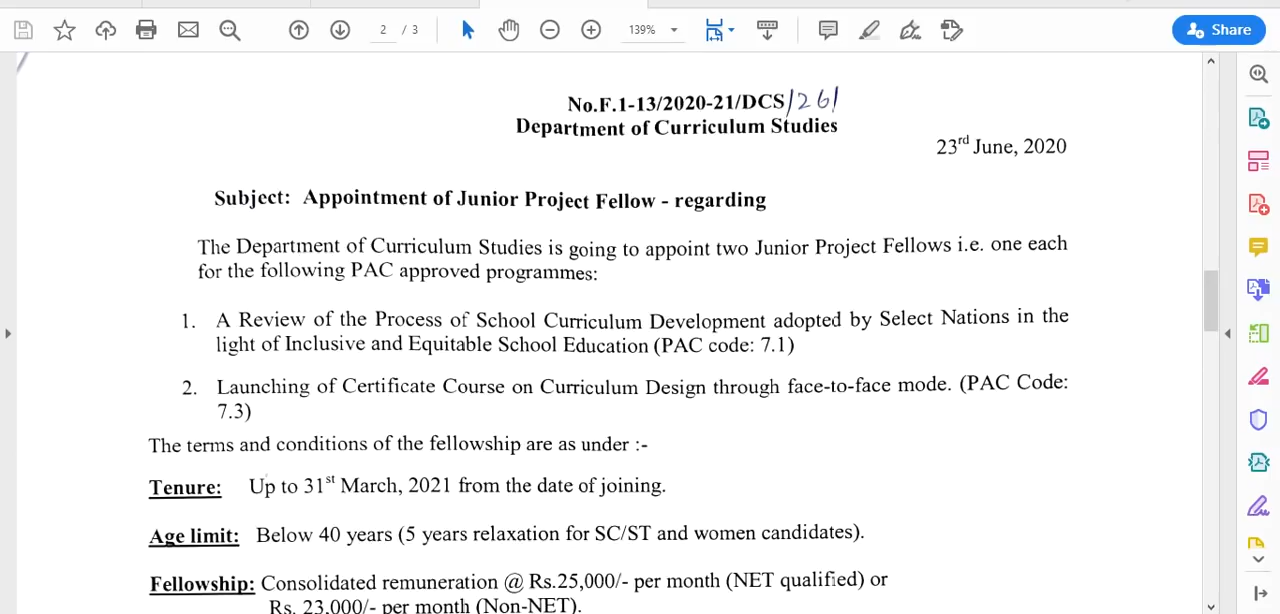 2 / 3
139%
Share
No.F.1-13/2020-21/DCS/261
Department of Curriculum Studies
23rd June, 2020
Subject: Appointment of Junior Project Fellow - regarding
The Department of Curriculum Studies is going to appoint two Junior Project Fellows i.e. one each
for the following PAC approved programmes:
1. A Review of the Process of School Curriculum Development adopted by Select Nations in the
light of Inclusive and Equitable School Education (PAC code: 7.1)
2. Launching of Certificate Course on Curriculum Design through face-to-face mode. (PAC Code:
7.3)
The terms and conditions of the fellowship are as under :-
Tenure: Up to 31st March, 2021 from the date of joining.
Age limit: Below 40 years (5 years relaxation for SC/ST and women candidates).
Fellowship: Consolidated remuneration @ Rs.25,000/- per month (NET qualified) or
Rs. 23,000/- per month (Non-NET).